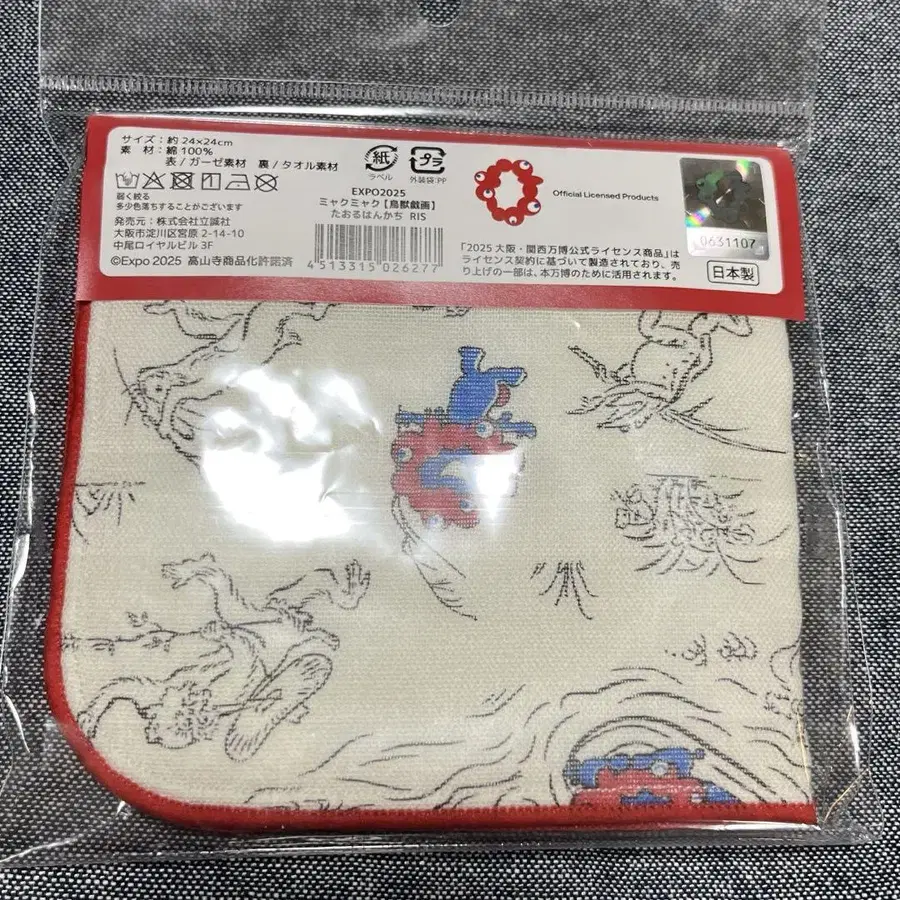 サイズ：約 24×24cm
素　材：綿 100%
表 / ガーゼ素材　裏 / タオル素材
弱く絞る
多少色落ちすることがございます
発売元：株式会社立誠社
大阪市淀川区宮原 2-14-10
中尾ロイヤルビル 3F
©Expo 2025 高山寺商品化許諾済
紙
ラベル
プラ
外装袋:PP
EXPO2025
ミャクミャク【鳥獣戯画】
たおるはんかち RIS
4 513315 026277
Official Licensed Products
0631107
「2025 大阪・関西万博公式ライセンス商品」は
ライセンス契約に基づいて製造されており、売
り上げの一部は、本万博のために活用されます。
日本製